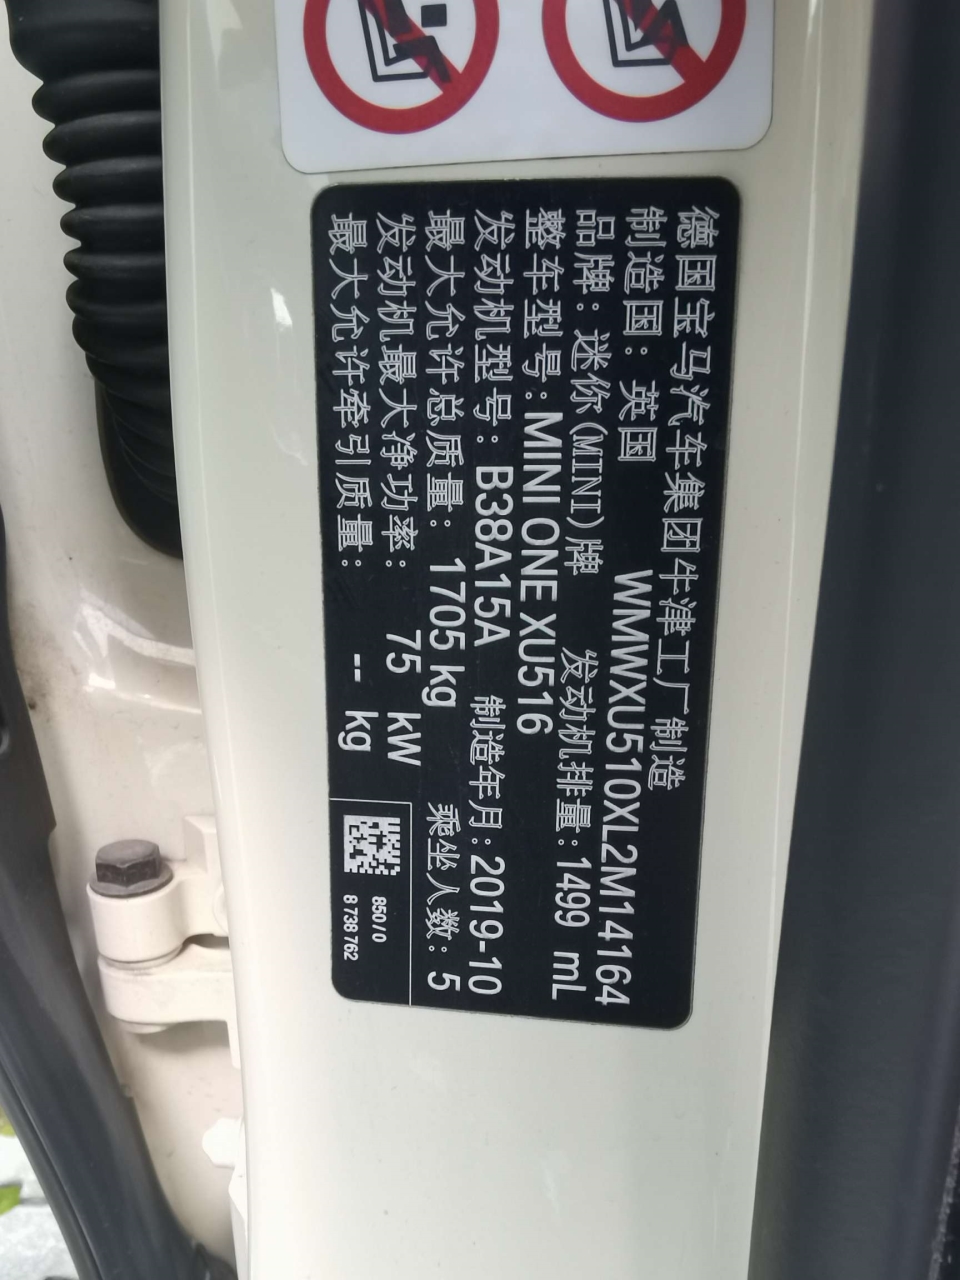 德国宝马汽车集团牛津工厂制造
制造国：英国 WMWXU510XL2M14164
品牌：迷你(MINI)牌 发动机排量：1499 mL
整车型号：MINI ONE XU516
发动机型号：B38A15A 制造年月：2019-10
最大允许总质量：1705 kg 乘坐人数：5
发动机最大净功率：75 kW
最大允许牵引质量：-- kg
850/0
8 738 762